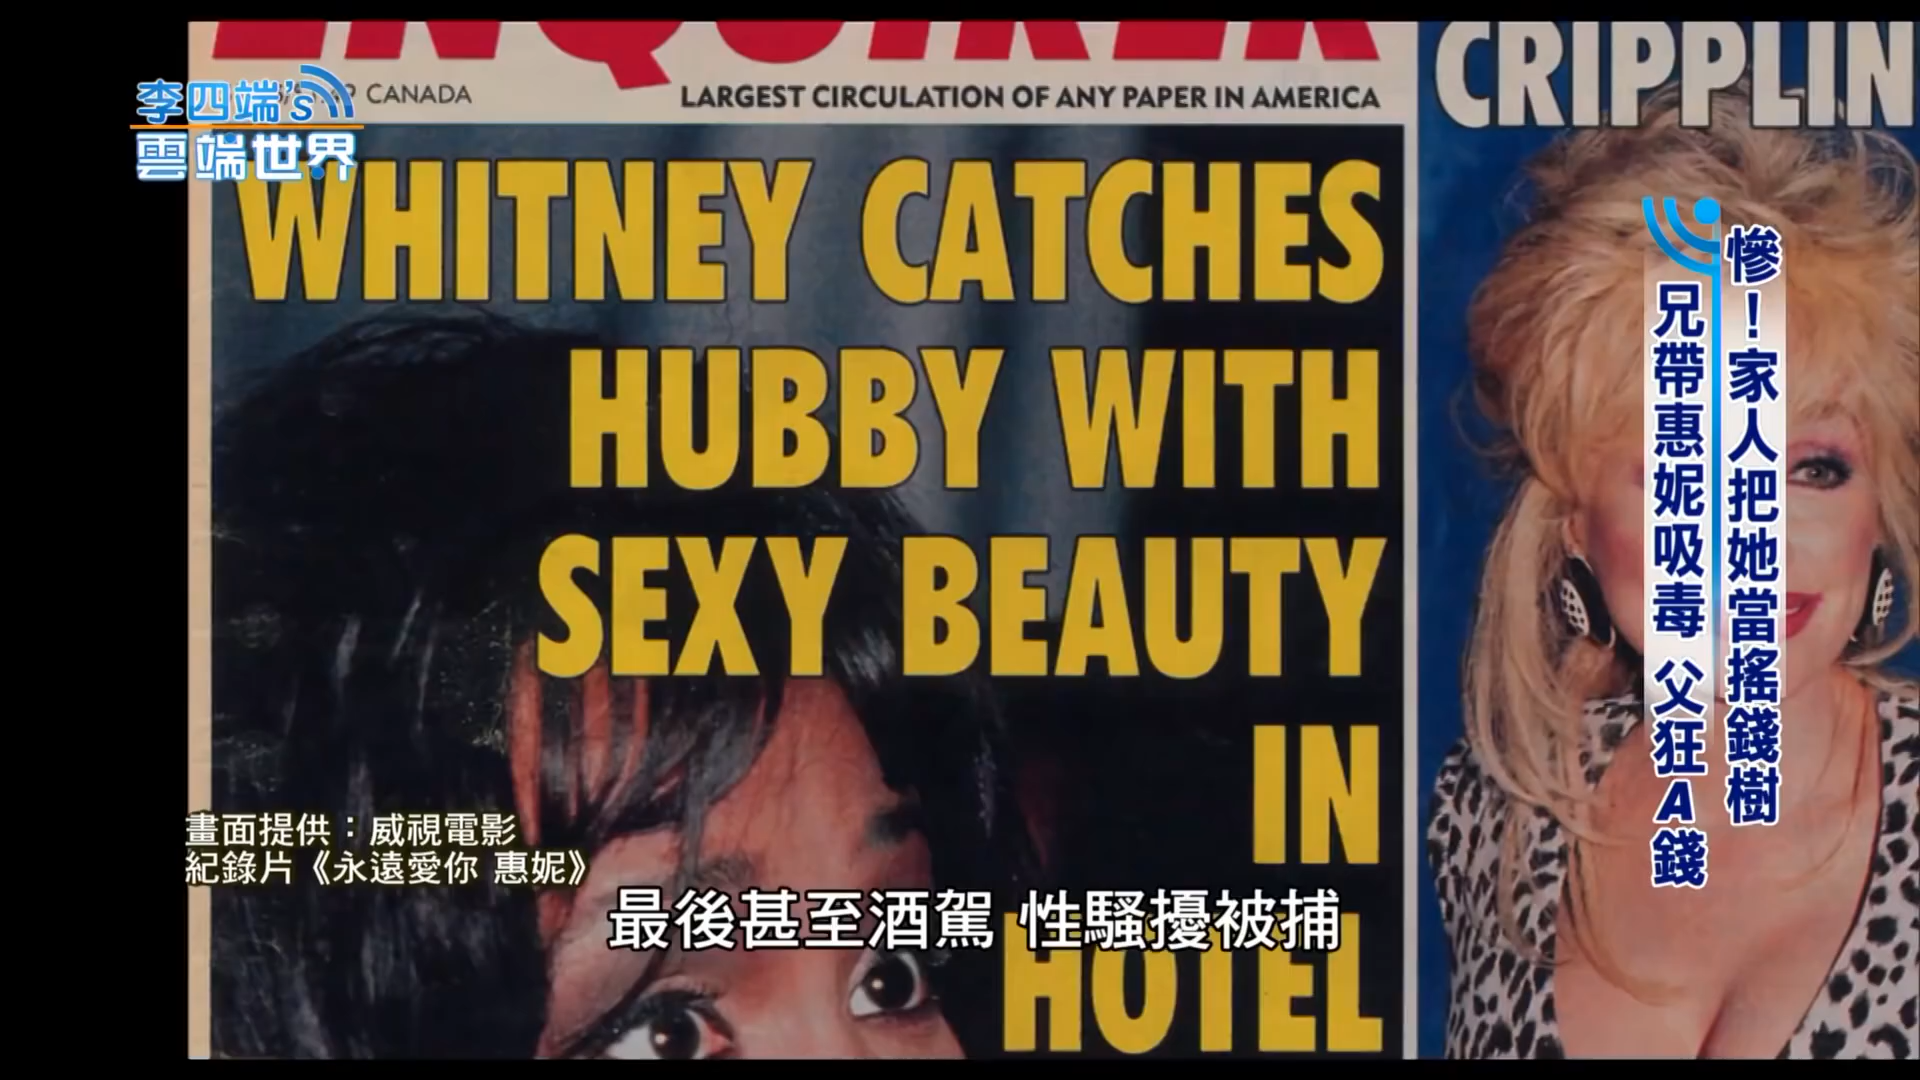 ENQUIRER
CANADA
LARGEST CIRCULATION OF ANY PAPER IN AMERICA
CRIPPLIN
李四端's
雲端世界
WHITNEY CATCHES
HUBBY WITH
SEXY BEAUTY
IN
HOTEL
慘!家人把她當搖錢樹
兄帶惠妮吸毒 父狂A錢
畫面提供:威視電影
紀錄片《永遠愛你 惠妮》
最後甚至酒駕 性騷擾被捕